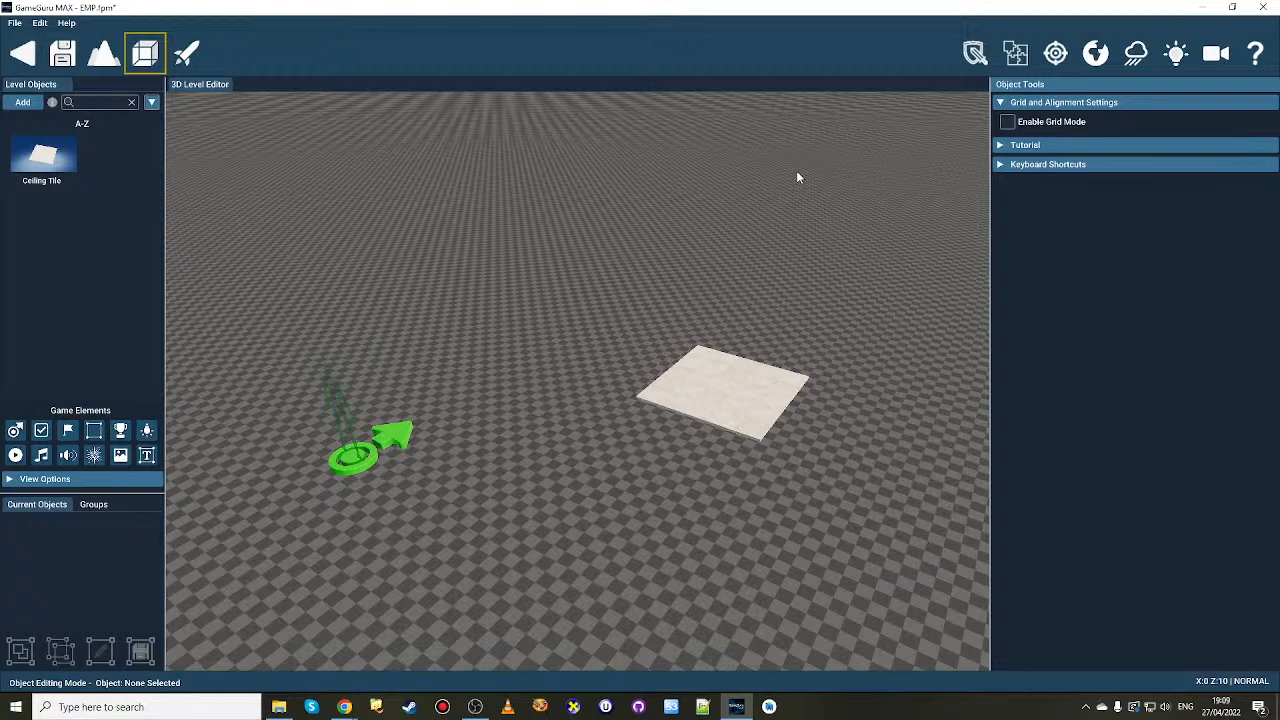 GameGuru MAX - EMP.fpm*
File Edit Help
Level Objects
3D Level Editor
Object Tools
Add
Grid and Alignment Settings
A-Z
Enable Grid Mode
Tutorial
Keyboard Shortcuts
Ceiling Tile
Game Elements
View Options
Current Objects Groups
Object Editing Mode - Object: None Selected
X:0 Z:10 | NORMAL
Type here to search
19:09
27/04/2022